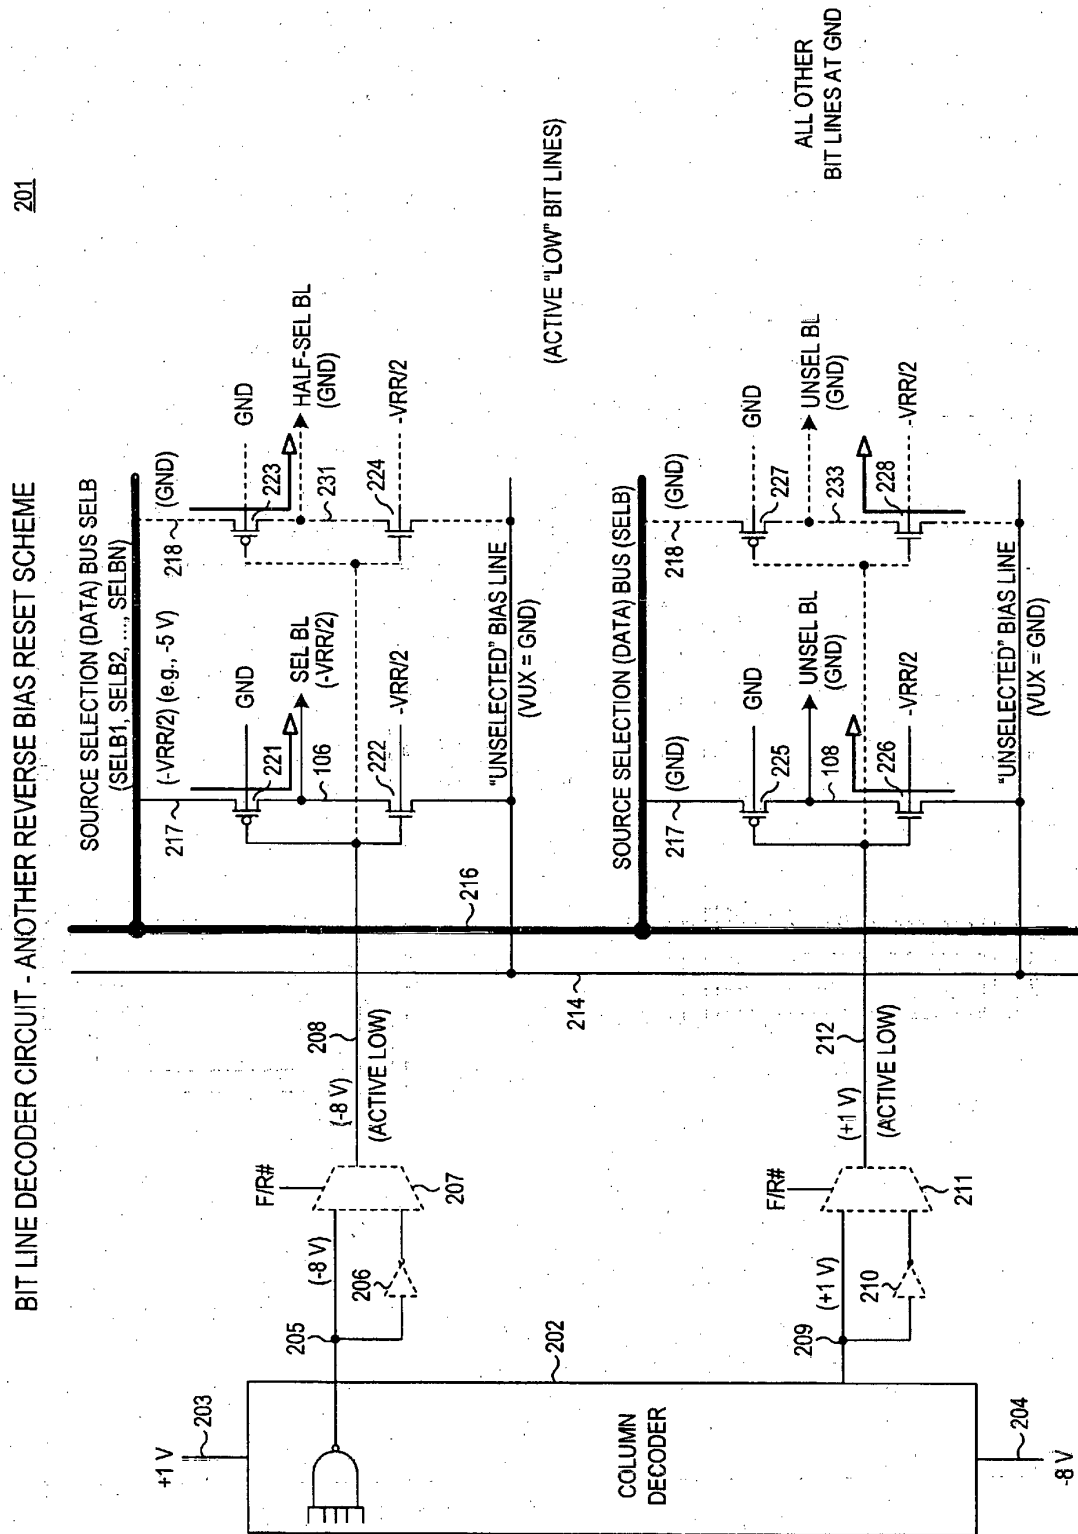 BIT LINE DECODER CIRCUIT - ANOTHER REVERSE BIAS RESET SCHEME
201
SOURCE SELECTION (DATA) BUS SELB
(SELB1, SELB2, ..., SELBN)
(-VRR/2) (e.g., -5 V)
(GND)
217
218
GND
GND
221
223
SEL BL
(-VRR/2)
HALF-SEL BL
(GND)
106
231
222
224
-VRR/2
-VRR/2
"UNSELECTED" BIAS LINE
(VUX = GND)
(ACTIVE "LOW" BIT LINES)
+1 V
203
205
(-8 V)
206
F/R#
207
(-8 V)
208
(ACTIVE LOW)
216
214
202
COLUMN
DECODER
SOURCE SELECTION (DATA) BUS (SELB)
217
(GND)
218
(GND)
GND
GND
225
227
UNSEL BL
(GND)
UNSEL BL
(GND)
108
233
226
228
-VRR/2
-VRR/2
"UNSELECTED" BIAS LINE
(VUX = GND)
ALL OTHER
BIT LINES AT GND
209
(+1 V)
210
F/R#
211
(+1 V)
212
(ACTIVE LOW)
204
-8 V